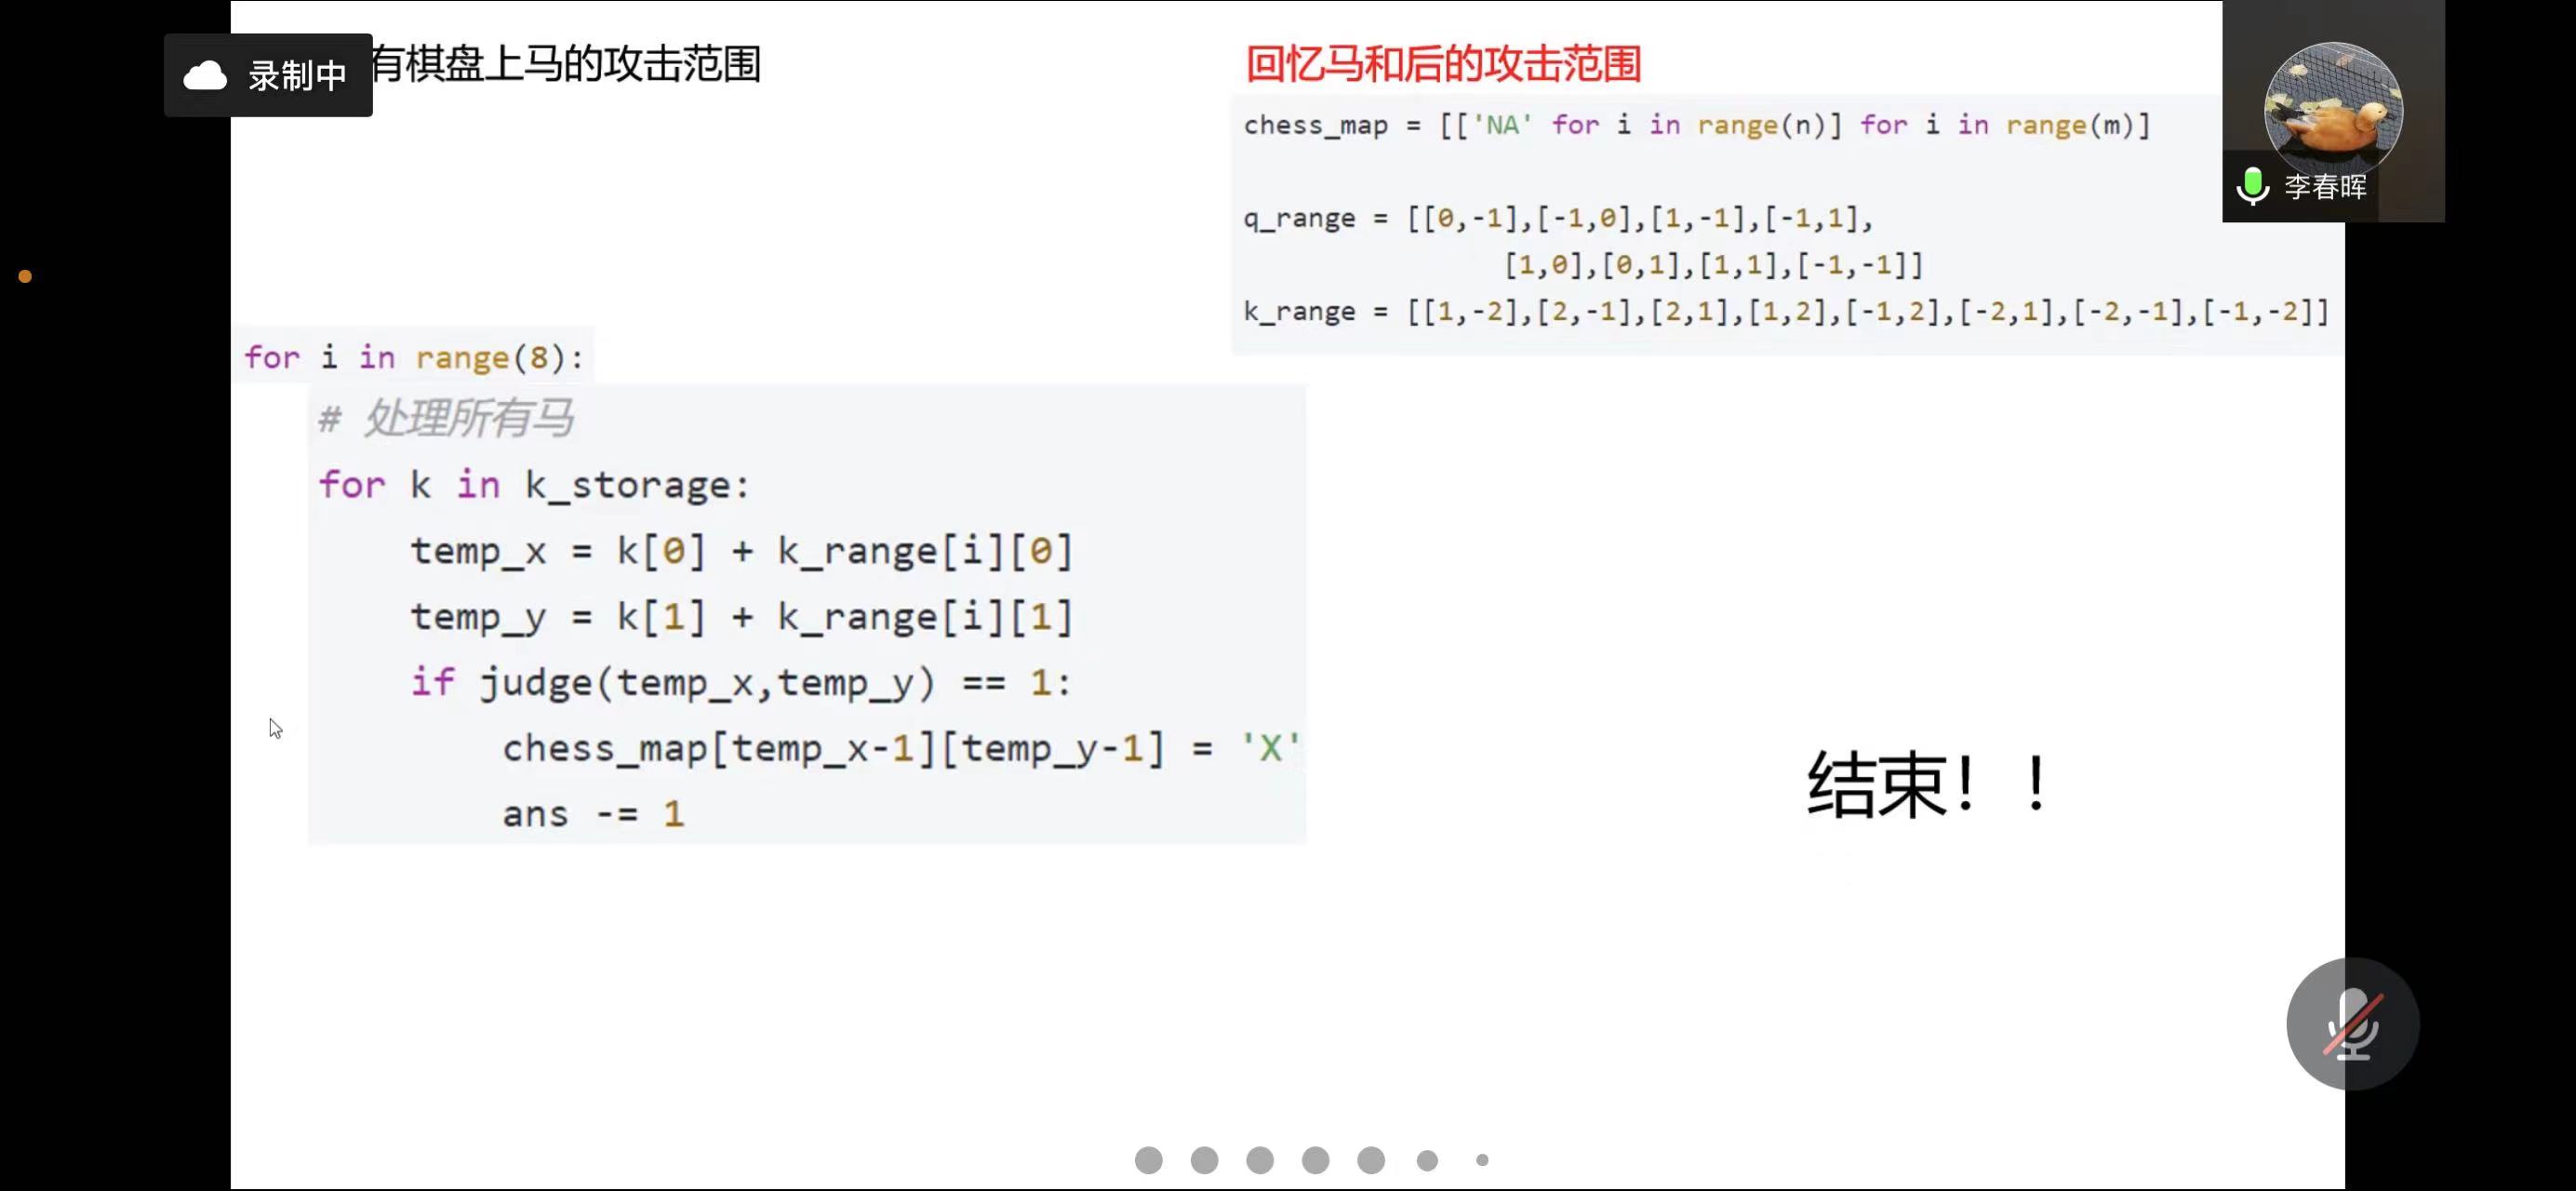 录制中
有棋盘上马的攻击范围
回忆马和后的攻击范围
chess_map = [['NA' for i in range(n)] for i in range(m)]
q_range = [[0,-1],[-1,0],[1,-1],[-1,1],
[1,0],[0,1],[1,1],[-1,-1]]
k_range = [[1,-2],[2,-1],[2,1],[1,2],[-1,2],[-2,1],[-2,-1],[-1,-2]]
李春晖
for i in range(8):
# 处理所有马
for k in k_storage:
temp_x = k[0] + k_range[i][0]
temp_y = k[1] + k_range[i][1]
if judge(temp_x,temp_y) == 1:
chess_map[temp_x-1][temp_y-1] = 'X'
ans -= 1
结束！！